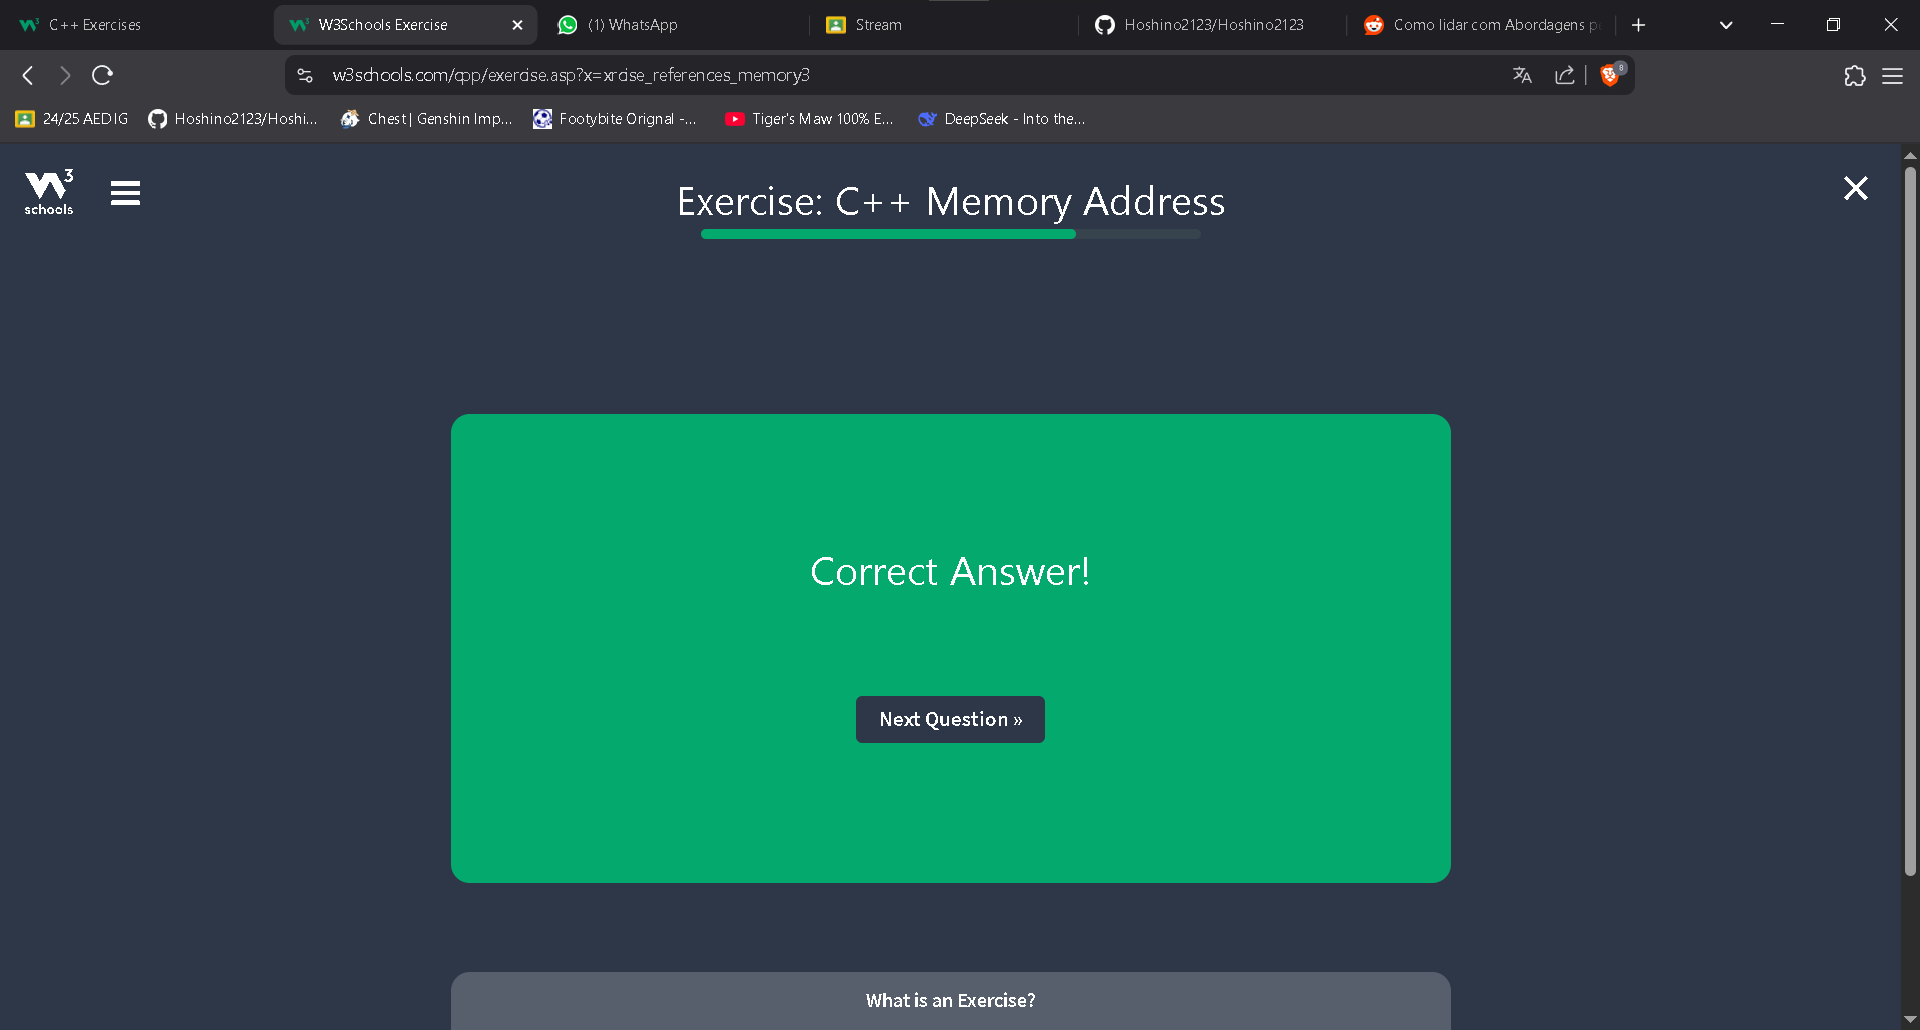 C++ Exercises
W3Schools Exercise
(1) WhatsApp
Stream
Hoshino2123/Hoshino2123
Como lidar com Abordagens pe
w3schools.com/cpp/exercise.asp?x=xrcise_references_memory3
24/25 AEDIG
Hoshino2123/Hoshi...
Chest | Genshin Imp...
Footybite Orignal -...
Tiger's Maw 100% E...
DeepSeek - Into the...
W3
schools
Exercise: C++ Memory Address
Correct Answer!
Next Question »
What is an Exercise?